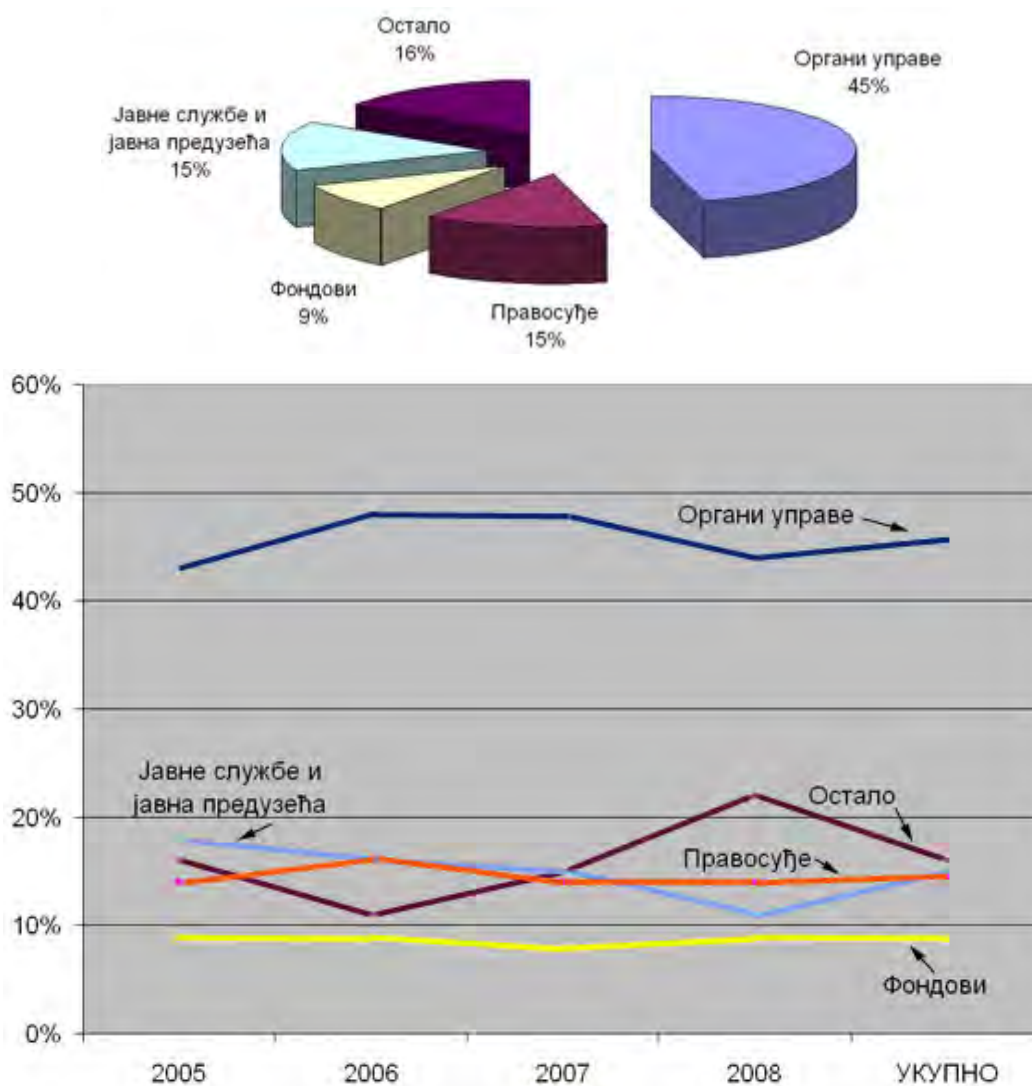 Остало
16%
Органи управе
45%
Јавне службе и
јавна предузећа
15%
Фондови
9%
Правосуђе
15%
60%
50%
40%
30%
20%
10%
0%
Органи управе
Јавне службе и
јавна предузећа
Остало
Правосуђе
Фондови
2005
2006
2007
2008
УКУПНО